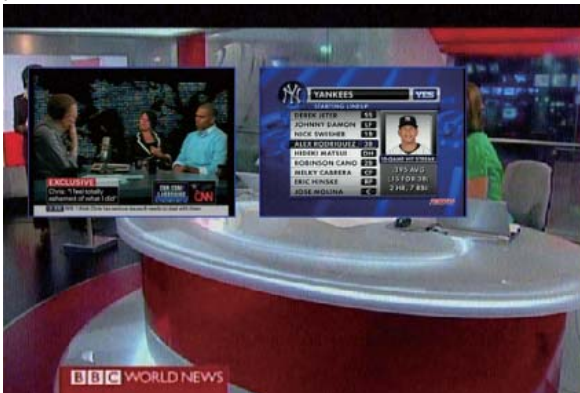 EXCLUSIVE
Chris: "I feel totally
ashamed of what I did"
CNN
YANKEES YES
STARTING LINEUP
DEREK JETER SS
JOHNNY DAMON LF
NICK SWISHER 1B
ALEX RODRIGUEZ 3B
HIDEKI MATSUI DH
ROBINSON CANO 2B
MELKY CABRERA CF
ERIC HINSKE RF
JOSE MOLINA C
10-GAME HIT STREAK
.395 AVG
(15 FOR 38)
2 HR, 7 RBI
BBC WORLD NEWS